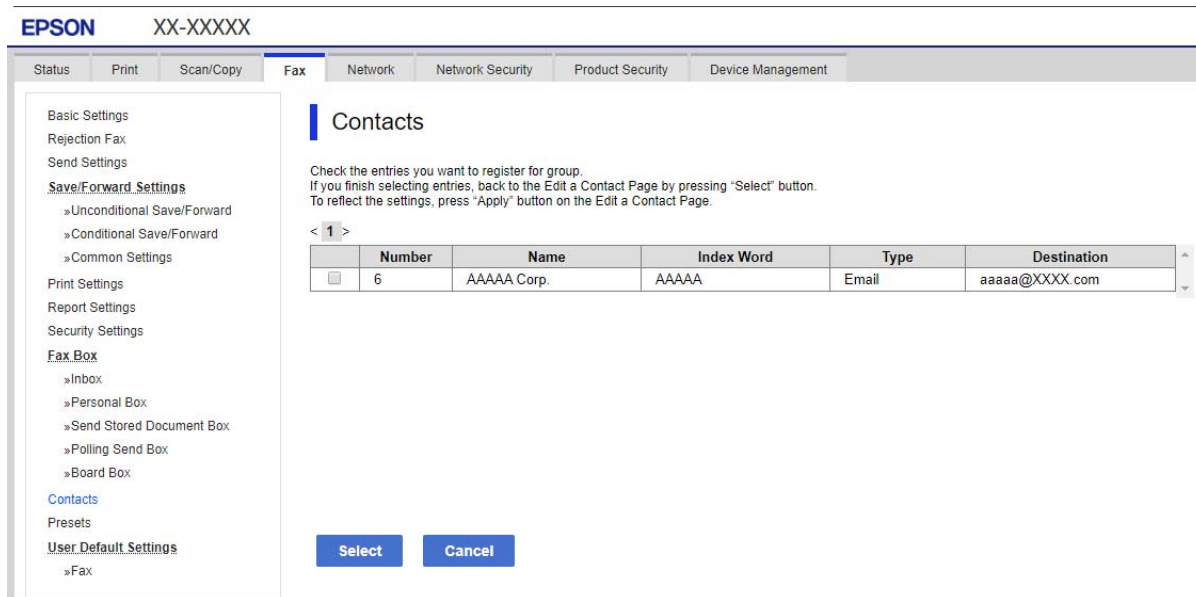 EPSON XX-XXXXX
Status Print Scan/Copy Fax Network Network Security Product Security Device Management
Basic Settings
Rejection Fax
Send Settings
Save/Forward Settings
»Unconditional Save/Forward
»Conditional Save/Forward
»Common Settings
Print Settings
Report Settings
Security Settings
Fax Box
»Inbox
»Personal Box
»Send Stored Document Box
»Polling Send Box
»Board Box
Contacts
Presets
User Default Settings
»Fax
Contacts
Check the entries you want to register for group.
If you finish selecting entries, back to the Edit a Contact Page by pressing “Select” button.
To reflect the settings, press “Apply” button on the Edit a Contact Page.
< 1 >
Number Name Index Word Type Destination
6 AAAAA Corp. AAAAA Email aaaaa@XXXX.com
Select Cancel